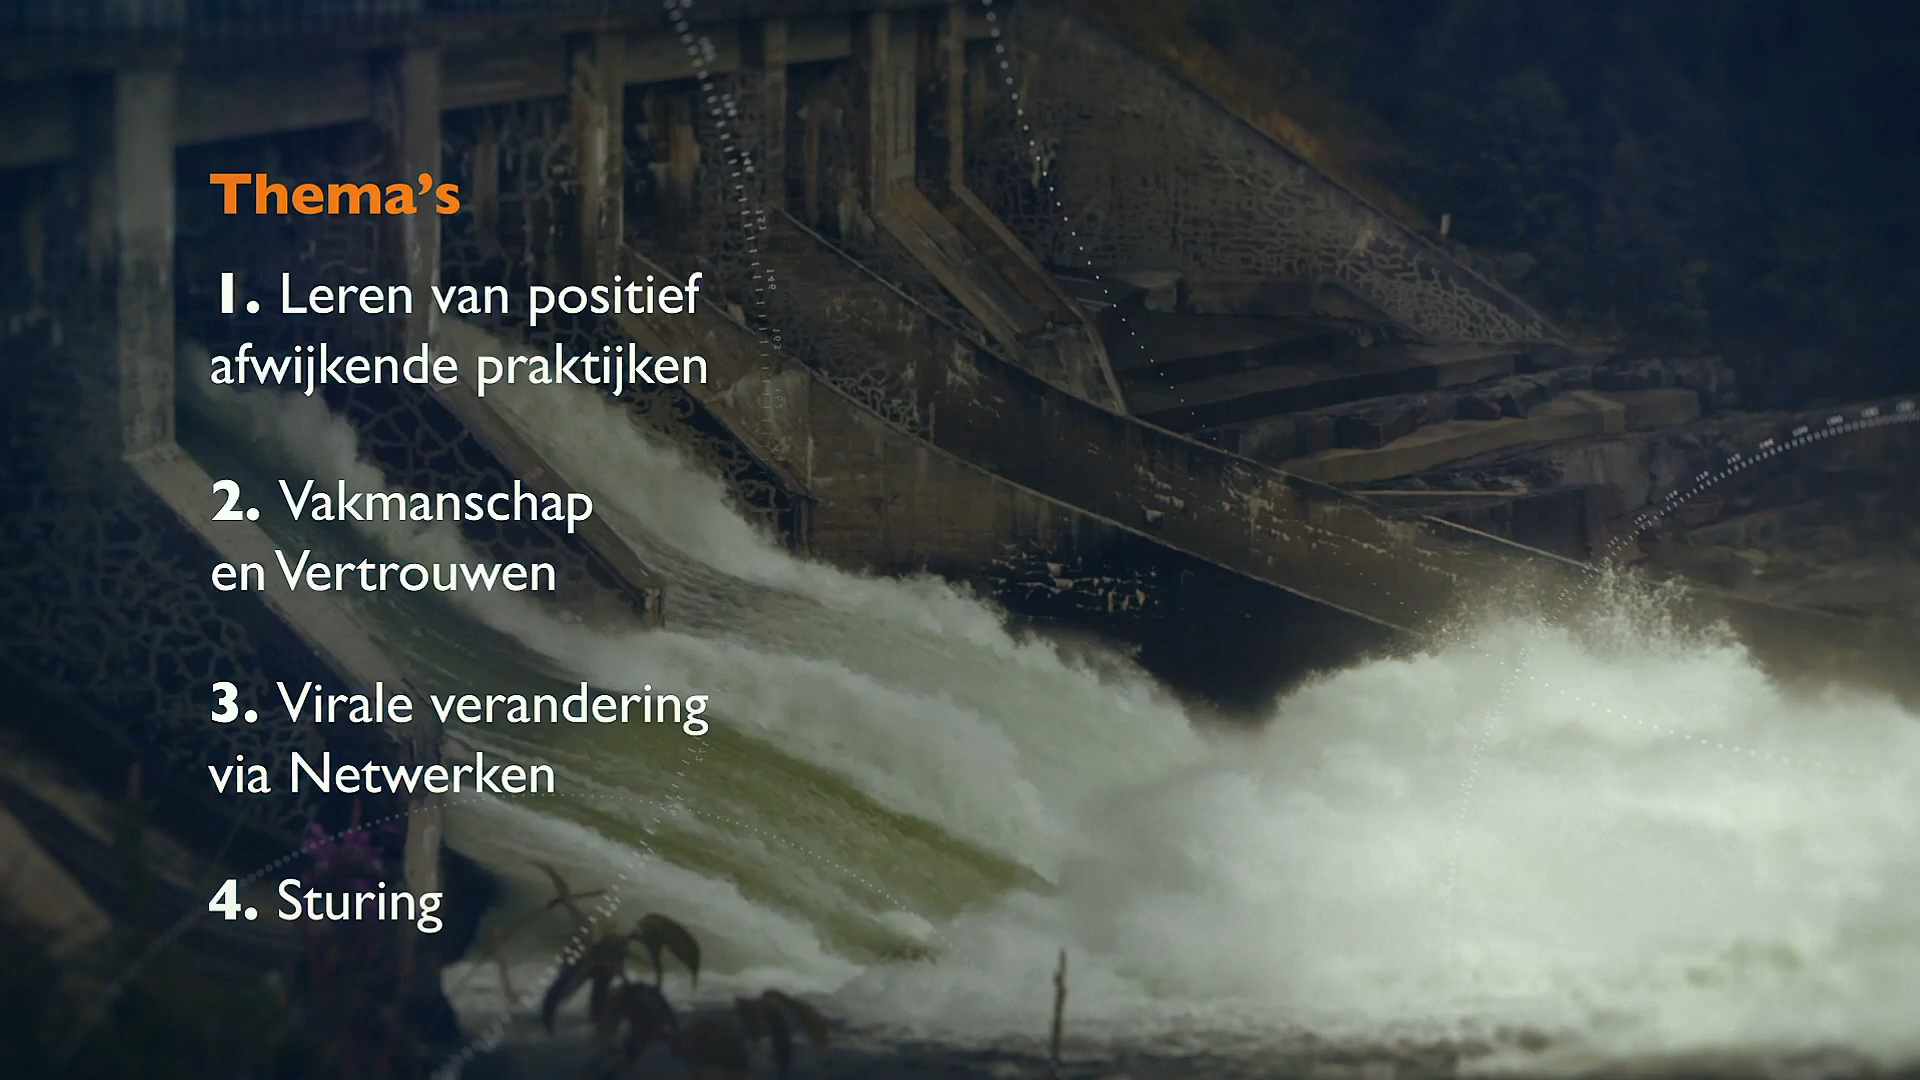 Thema’s
1. Leren van positief
afwijkende praktijken
2. Vakmanschap
en Vertrouwen
3. Virale verandering
via Netwerken
4. Sturing